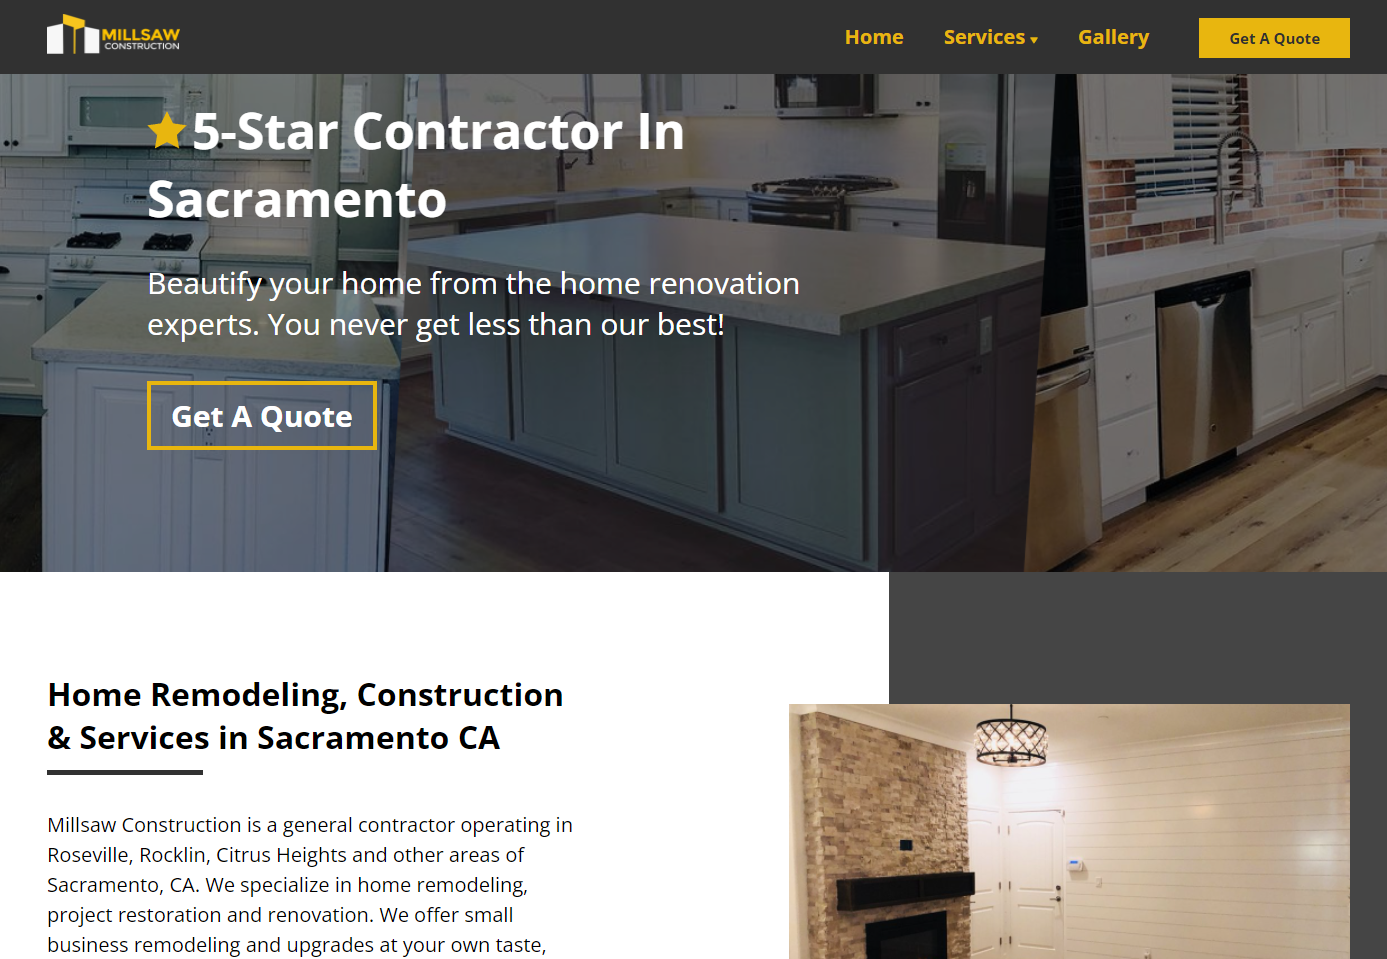 MILLSAW
CONSTRUCTION
Home
Services
Gallery
Get A Quote
5-Star Contractor In
Sacramento
Beautify your home from the home renovation
experts. You never get less than our best!
Get A Quote
Home Remodeling, Construction
& Services in Sacramento CA
Millsaw Construction is a general contractor operating in
Roseville, Rocklin, Citrus Heights and other areas of
Sacramento, CA. We specialize in home remodeling,
project restoration and renovation. We offer small
business remodeling and upgrades at your own taste,